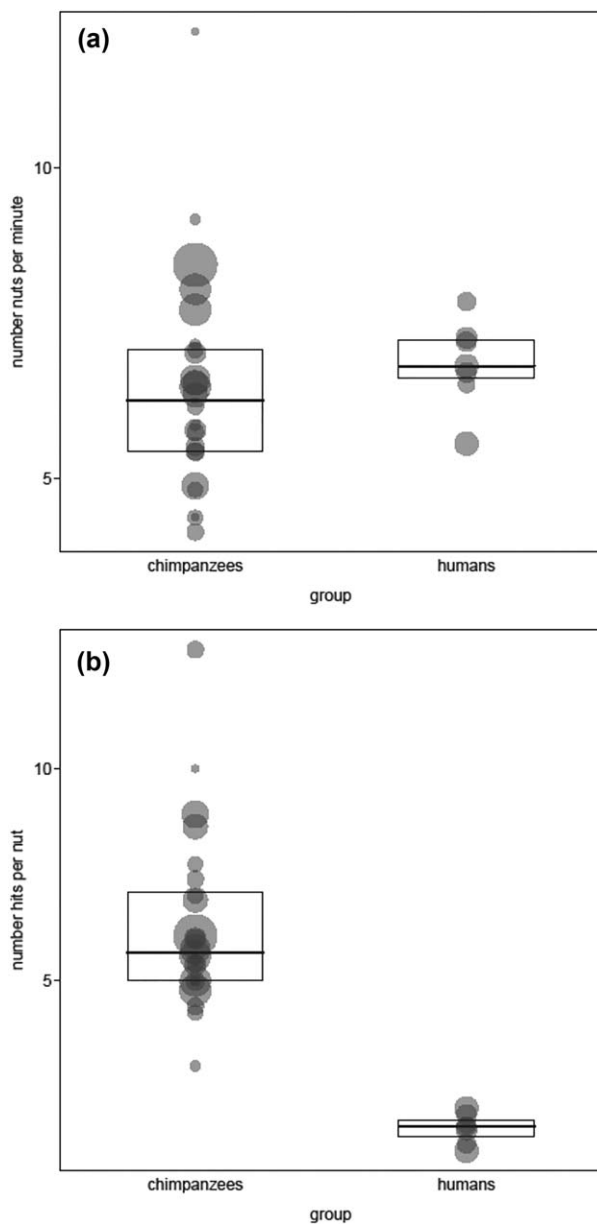 (a)
number nuts per minute
10
5
chimpanzees humans
group
(b)
number hits per nut
10
5
chimpanzees humans
group